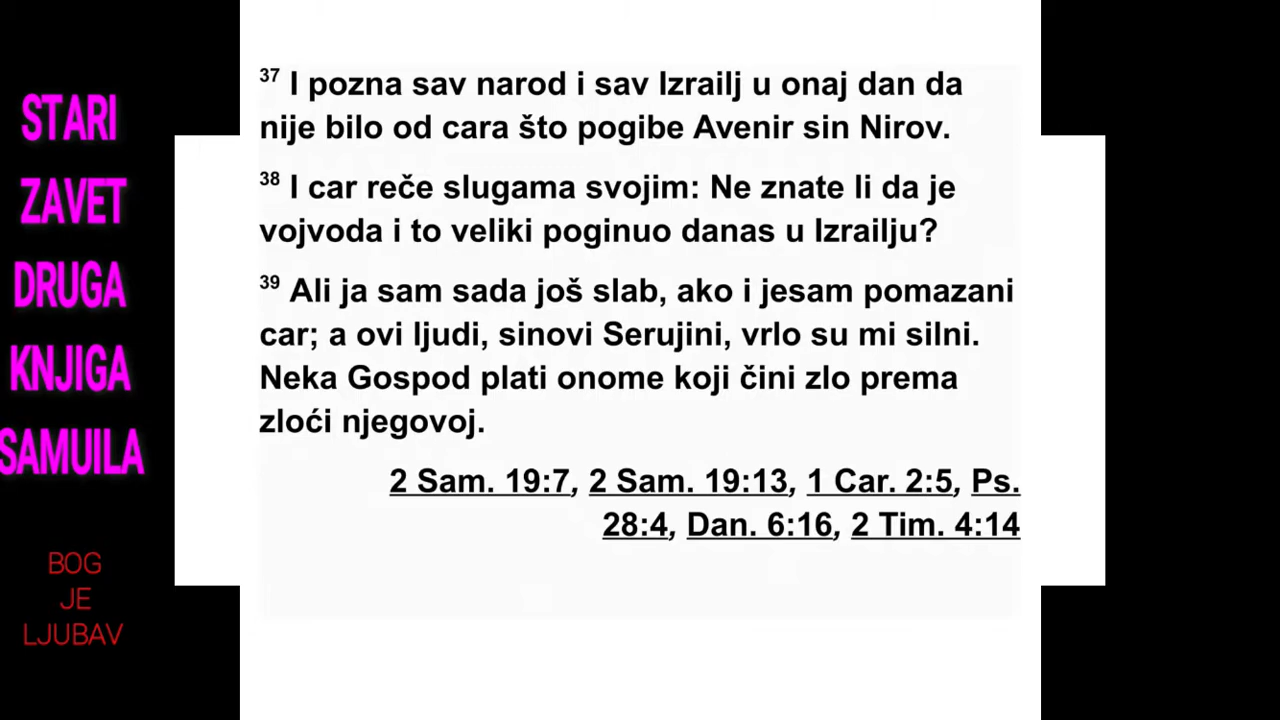 STARI
ZAVET
DRUGA
KNJIGA
SAMUILA
BOG
JE
LJUBAV
37 I pozna sav narod i sav Izrailj u onaj dan da
nije bilo od cara što pogibe Avenir sin Nirov.
38 I car reče slugama svojim: Ne znate li da je
vojvoda i to veliki poginuo danas u Izrailju?
39 Ali ja sam sada još slab, ako i jesam pomazani
car; a ovi ljudi, sinovi Serujini, vrlo su mi silni.
Neka Gospod plati onome koji čini zlo prema
zloći njegovoj.
2 Sam. 19:7, 2 Sam. 19:13, 1 Car. 2:5, Ps.
28:4, Dan. 6:16, 2 Tim. 4:14